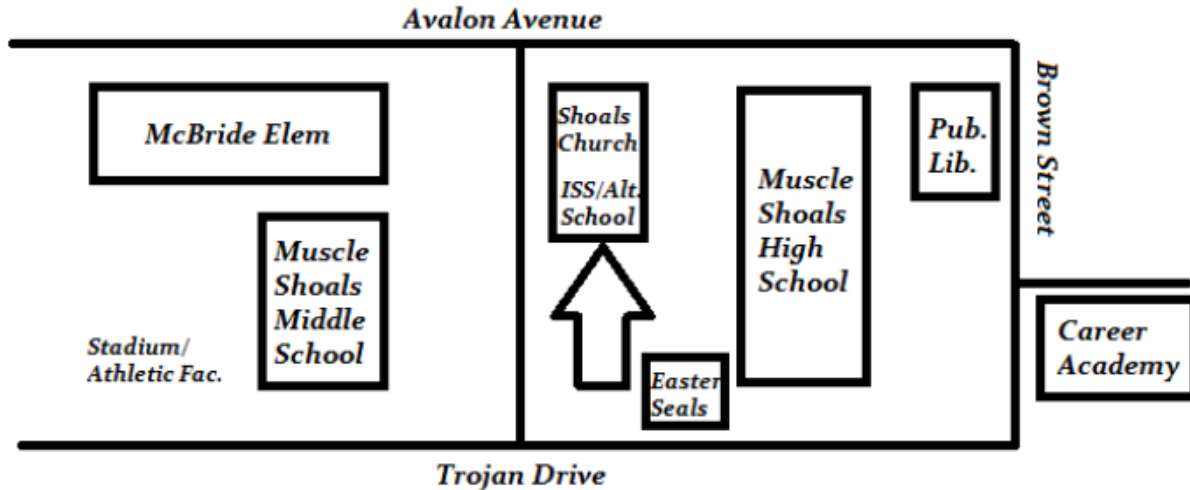 Avalon Avenue
McBride Elem
Muscle
Shoals
Middle
School
Stadium/
Athletic Fac.
Shoals
Church
ISS/Alt.
School
Easter
Seals
Muscle
Shoals
High
School
Pub.
Lib.
Brown Street
Career
Academy
Trojan Drive